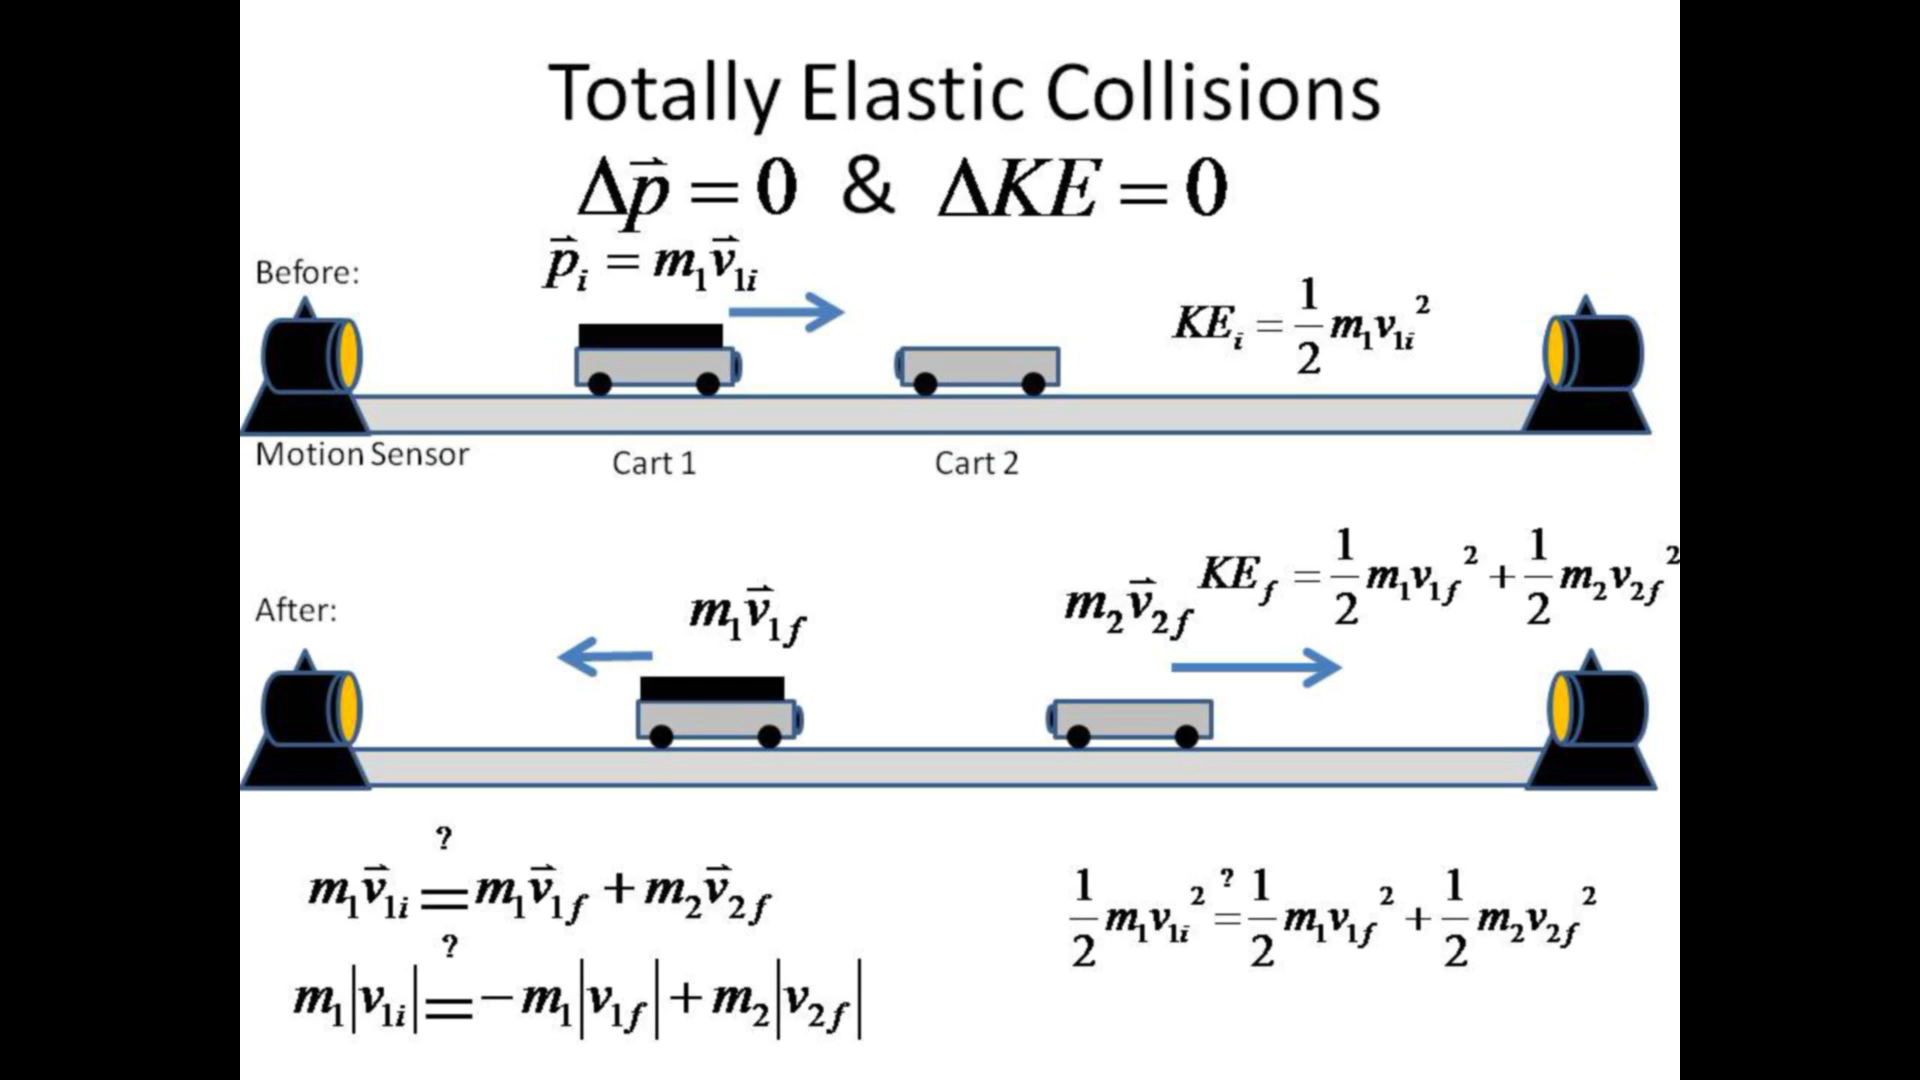 Totally Elastic Collisions
Δp⃗ = 0 & ΔKE = 0
p⃗ᵢ = m₁v⃗₁ᵢ
Before:
KEᵢ = 1/2 m₁v₁ᵢ²
Motion Sensor
Cart 1
Cart 2
KE_f = 1/2 m₁v₁f² + 1/2 m₂v₂f²
After:
m₁v⃗₁f
m₂v⃗₂f
?
m₁v⃗₁ᵢ = m₁v⃗₁f + m₂v⃗₂f
?
m₁|v₁ᵢ| = −m₁|v₁f| + m₂|v₂f|
?
1/2 m₁v₁ᵢ² = 1/2 m₁v₁f² + 1/2 m₂v₂f²